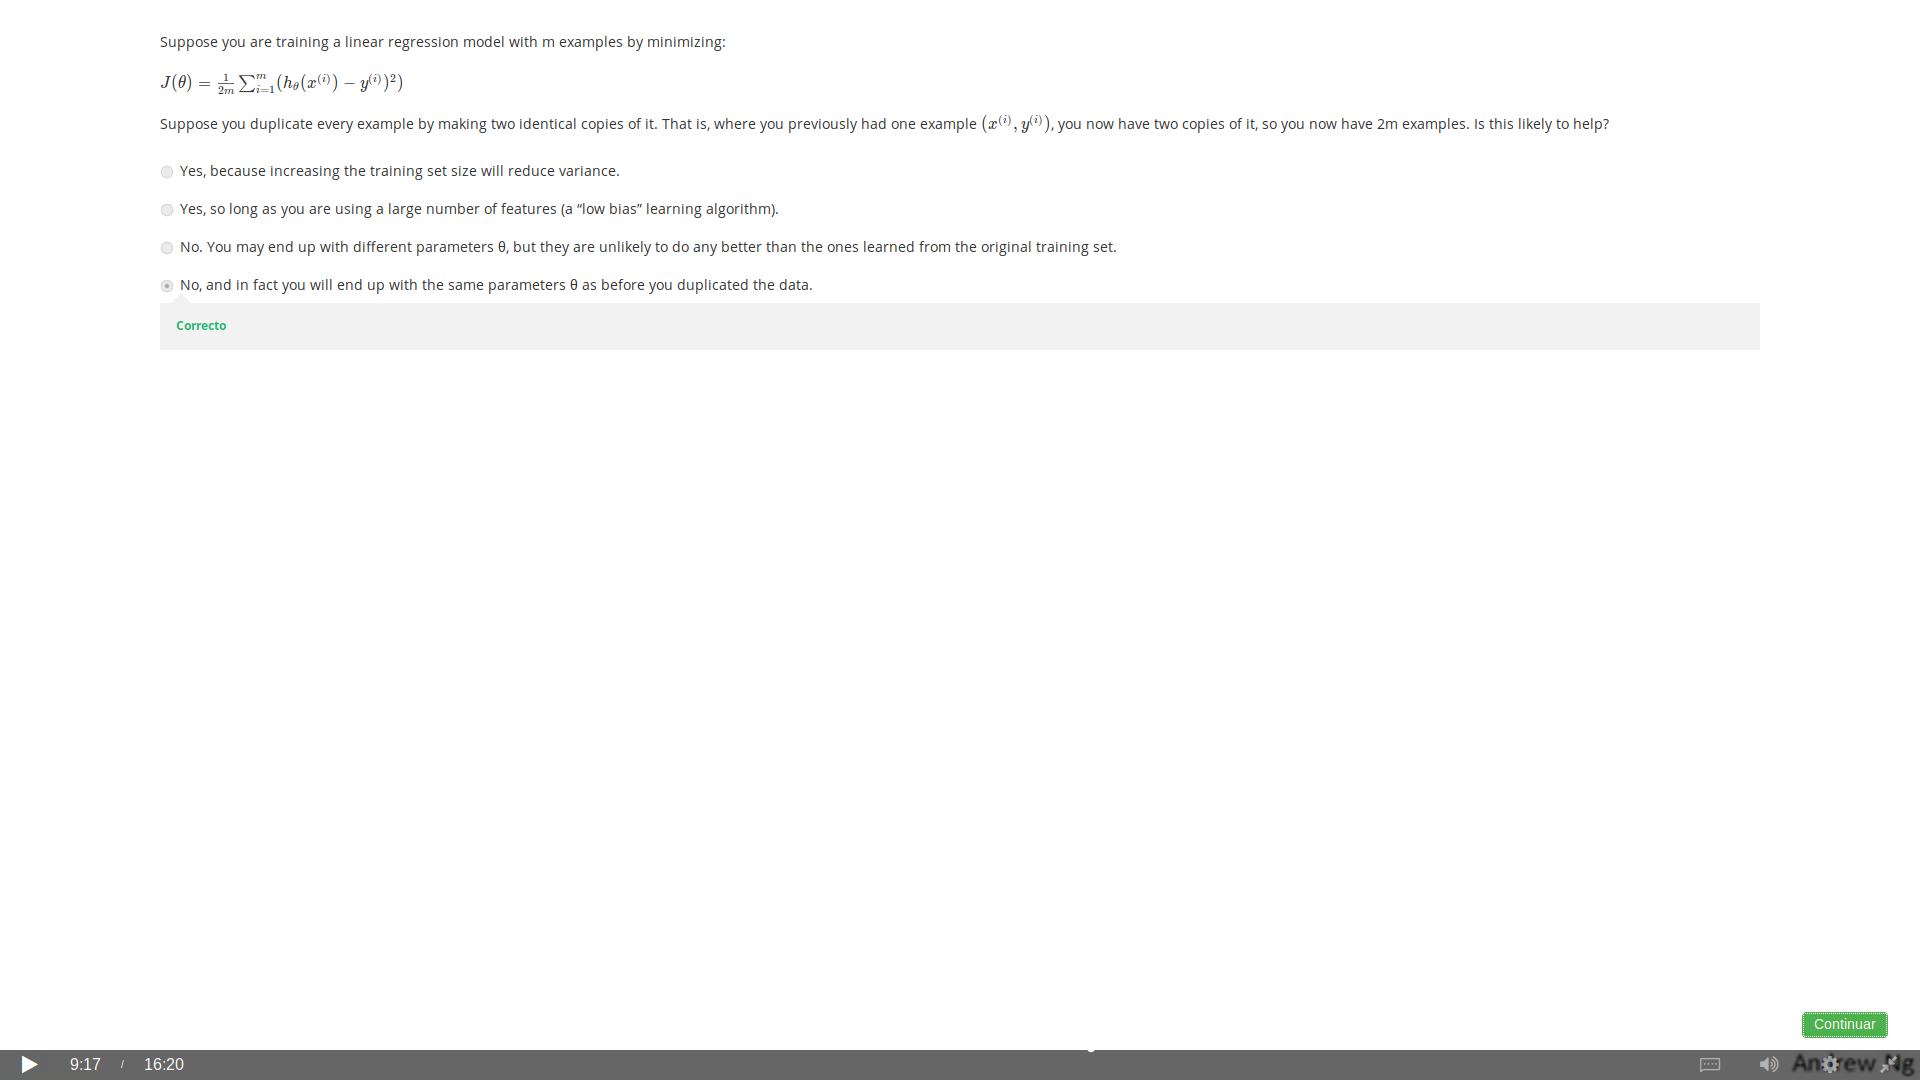 Suppose you are training a linear regression model with m examples by minimizing:
J(θ) = 1/2m ∑_{i=1}^{m} (h_θ(x^{(i)}) − y^{(i)})^2)
Suppose you duplicate every example by making two identical copies of it. That is, where you previously had one example (x^{(i)}, y^{(i)}), you now have two copies of it, so you now have 2m examples. Is this likely to help?
Yes, because increasing the training set size will reduce variance.
Yes, so long as you are using a large number of features (a “low bias” learning algorithm).
No. You may end up with different parameters θ, but they are unlikely to do any better than the ones learned from the original training set.
No, and in fact you will end up with the same parameters θ as before you duplicated the data.
Correcto
Continuar
9:17 / 16:20
Andrew Ng